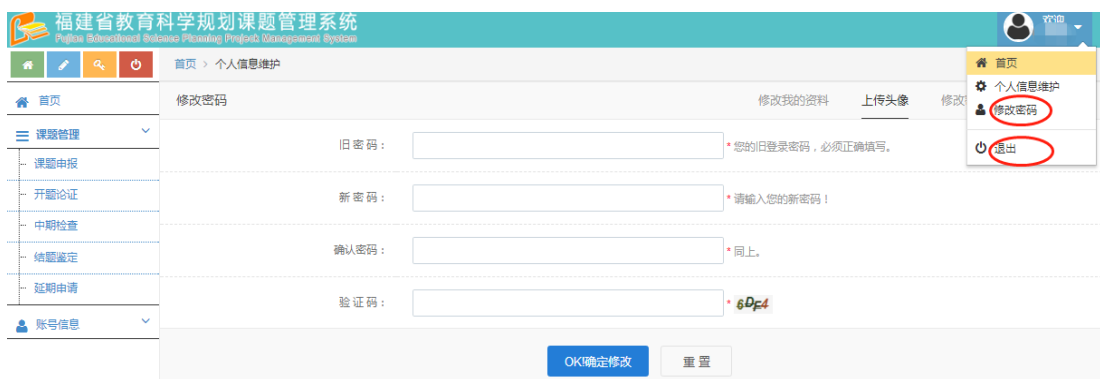 福建省教育科学规划课题管理系统
Fujian Educational Science Planning Project Management System
欢迎
首页 > 个人信息维护
首页
个人信息维护
修改密码
退出
首页
课题管理
课题申报
开题论证
中期检查
结题鉴定
延期申请
账号信息
修改密码
修改我的资料 上传头像 修改
旧密码：
* 您的旧登录密码，必须正确填写。
新密码：
* 请输入您的新密码！
确认密码：
* 同上。
验证码：
* 6DF4
OK!确定修改 重置